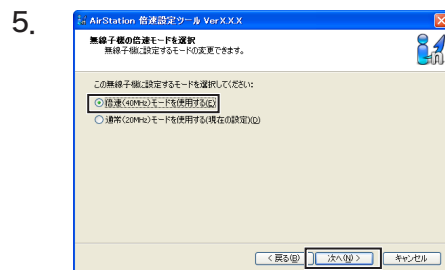 5.
AirStation 倍速設定ツール VerX.X.X
無線子機の倍速モードを選択
無線子機に設定するモードの変更できます。
この無線子機に設定するモードを選択してください:
倍速(40MHz)モードを使用する(E)
通常(20MHz)モードを使用する(現在の設定)(D)
< 戻る(B) 次へ(N) > キャンセル